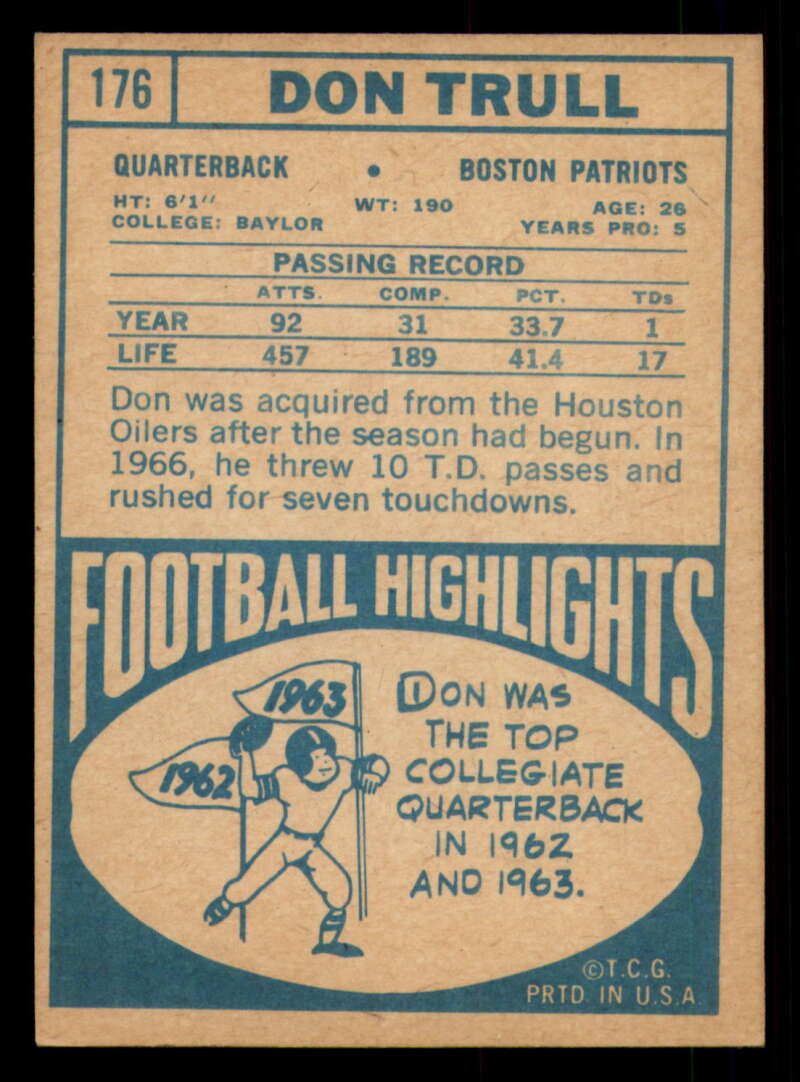 176 DON TRULL
QUARTERBACK • BOSTON PATRIOTS
HT: 6'1" WT: 190 AGE: 26
COLLEGE: BAYLOR YEARS PRO: 5
PASSING RECORD
ATTS. COMP. PCT. TDs
YEAR 92 31 33.7 1
LIFE 457 189 41.4 17
Don was acquired from the Houston
Oilers after the season had begun. In
1966, he threw 10 T.D. passes and
rushed for seven touchdowns.
FOOTBALL HIGHLIGHTS
1963
1962
DON WAS
THE TOP
COLLEGIATE
QUARTERBACK
IN 1962
AND 1963.
©T.C.G.
PRTD. IN U.S.A.